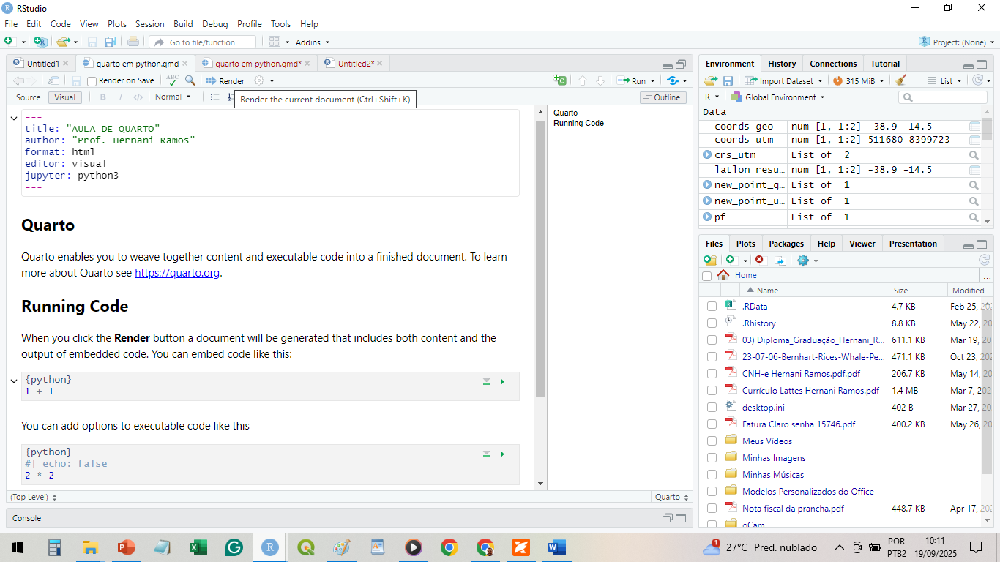 RStudio
File Edit Code View Plots Session Build Debug Profile Tools Help
Go to file/function Addins Project: (None)
Untitled1 quarto em python.qmd quarto em python.qmd* Untitled2*
Render on Save ABC Render Run
Source Visual B I </> Normal Outline
Render the current document (Ctrl+Shift+K)
---
title: "AULA DE QUARTO"
author: "Prof. Hernani Ramos"
format: html
editor: visual
jupyter: python3
---
Quarto
Quarto enables you to weave together content and executable code into a finished document. To learn
more about Quarto see https://quarto.org.
Running Code
When you click the Render button a document will be generated that includes both content and the
output of embedded code. You can embed code like this:
{python}
1 + 1
You can add options to executable code like this
{python}
#| echo: false
2 * 2
(Top Level) Quarto
Console
Quarto
Running Code
Environment History Connections Tutorial
Import Dataset 315 MiB List
R Global Environment
Data
coords_geo num [1, 1:2] -38.9 -14.5
coords_utm num [1, 1:2] 511680 8399723
crs_utm List of 2
latlon_resu… num [1, 1:2] -38.9 -14.5
new_point_g… List of 1
new_point_u… List of 1
pf List of 1
Files Plots Packages Help Viewer Presentation
Home ...
Name Size Modified
.RData 4.7 KB Feb 25, 20
.Rhistory 8.8 KB May 22, 20
03) Diploma_Graduação_Hernani_R... 611.1 KB Mar 19, 20
23-07-06-Bernhart-Rices-Whale-Pe... 471.1 KB Oct 23, 20
CNH-e Hernani Ramos.pdf.pdf 206.7 KB May 14, 20
Currículo Lattes Hernani Ramos.pdf 1.4 MB Mar 7, 202
desktop.ini 402 B Mar 27, 20
Fatura Claro senha 15746.pdf 400.2 KB May 26, 20
Meus Vídeos
Minhas Imagens
Minhas Músicas
Modelos Personalizados do Office
Nota fiscal da prancha.pdf 448.7 KB Apr 17, 202
oCam
1 27°C Pred. nublado POR 10:11
PTB2 19/09/2025